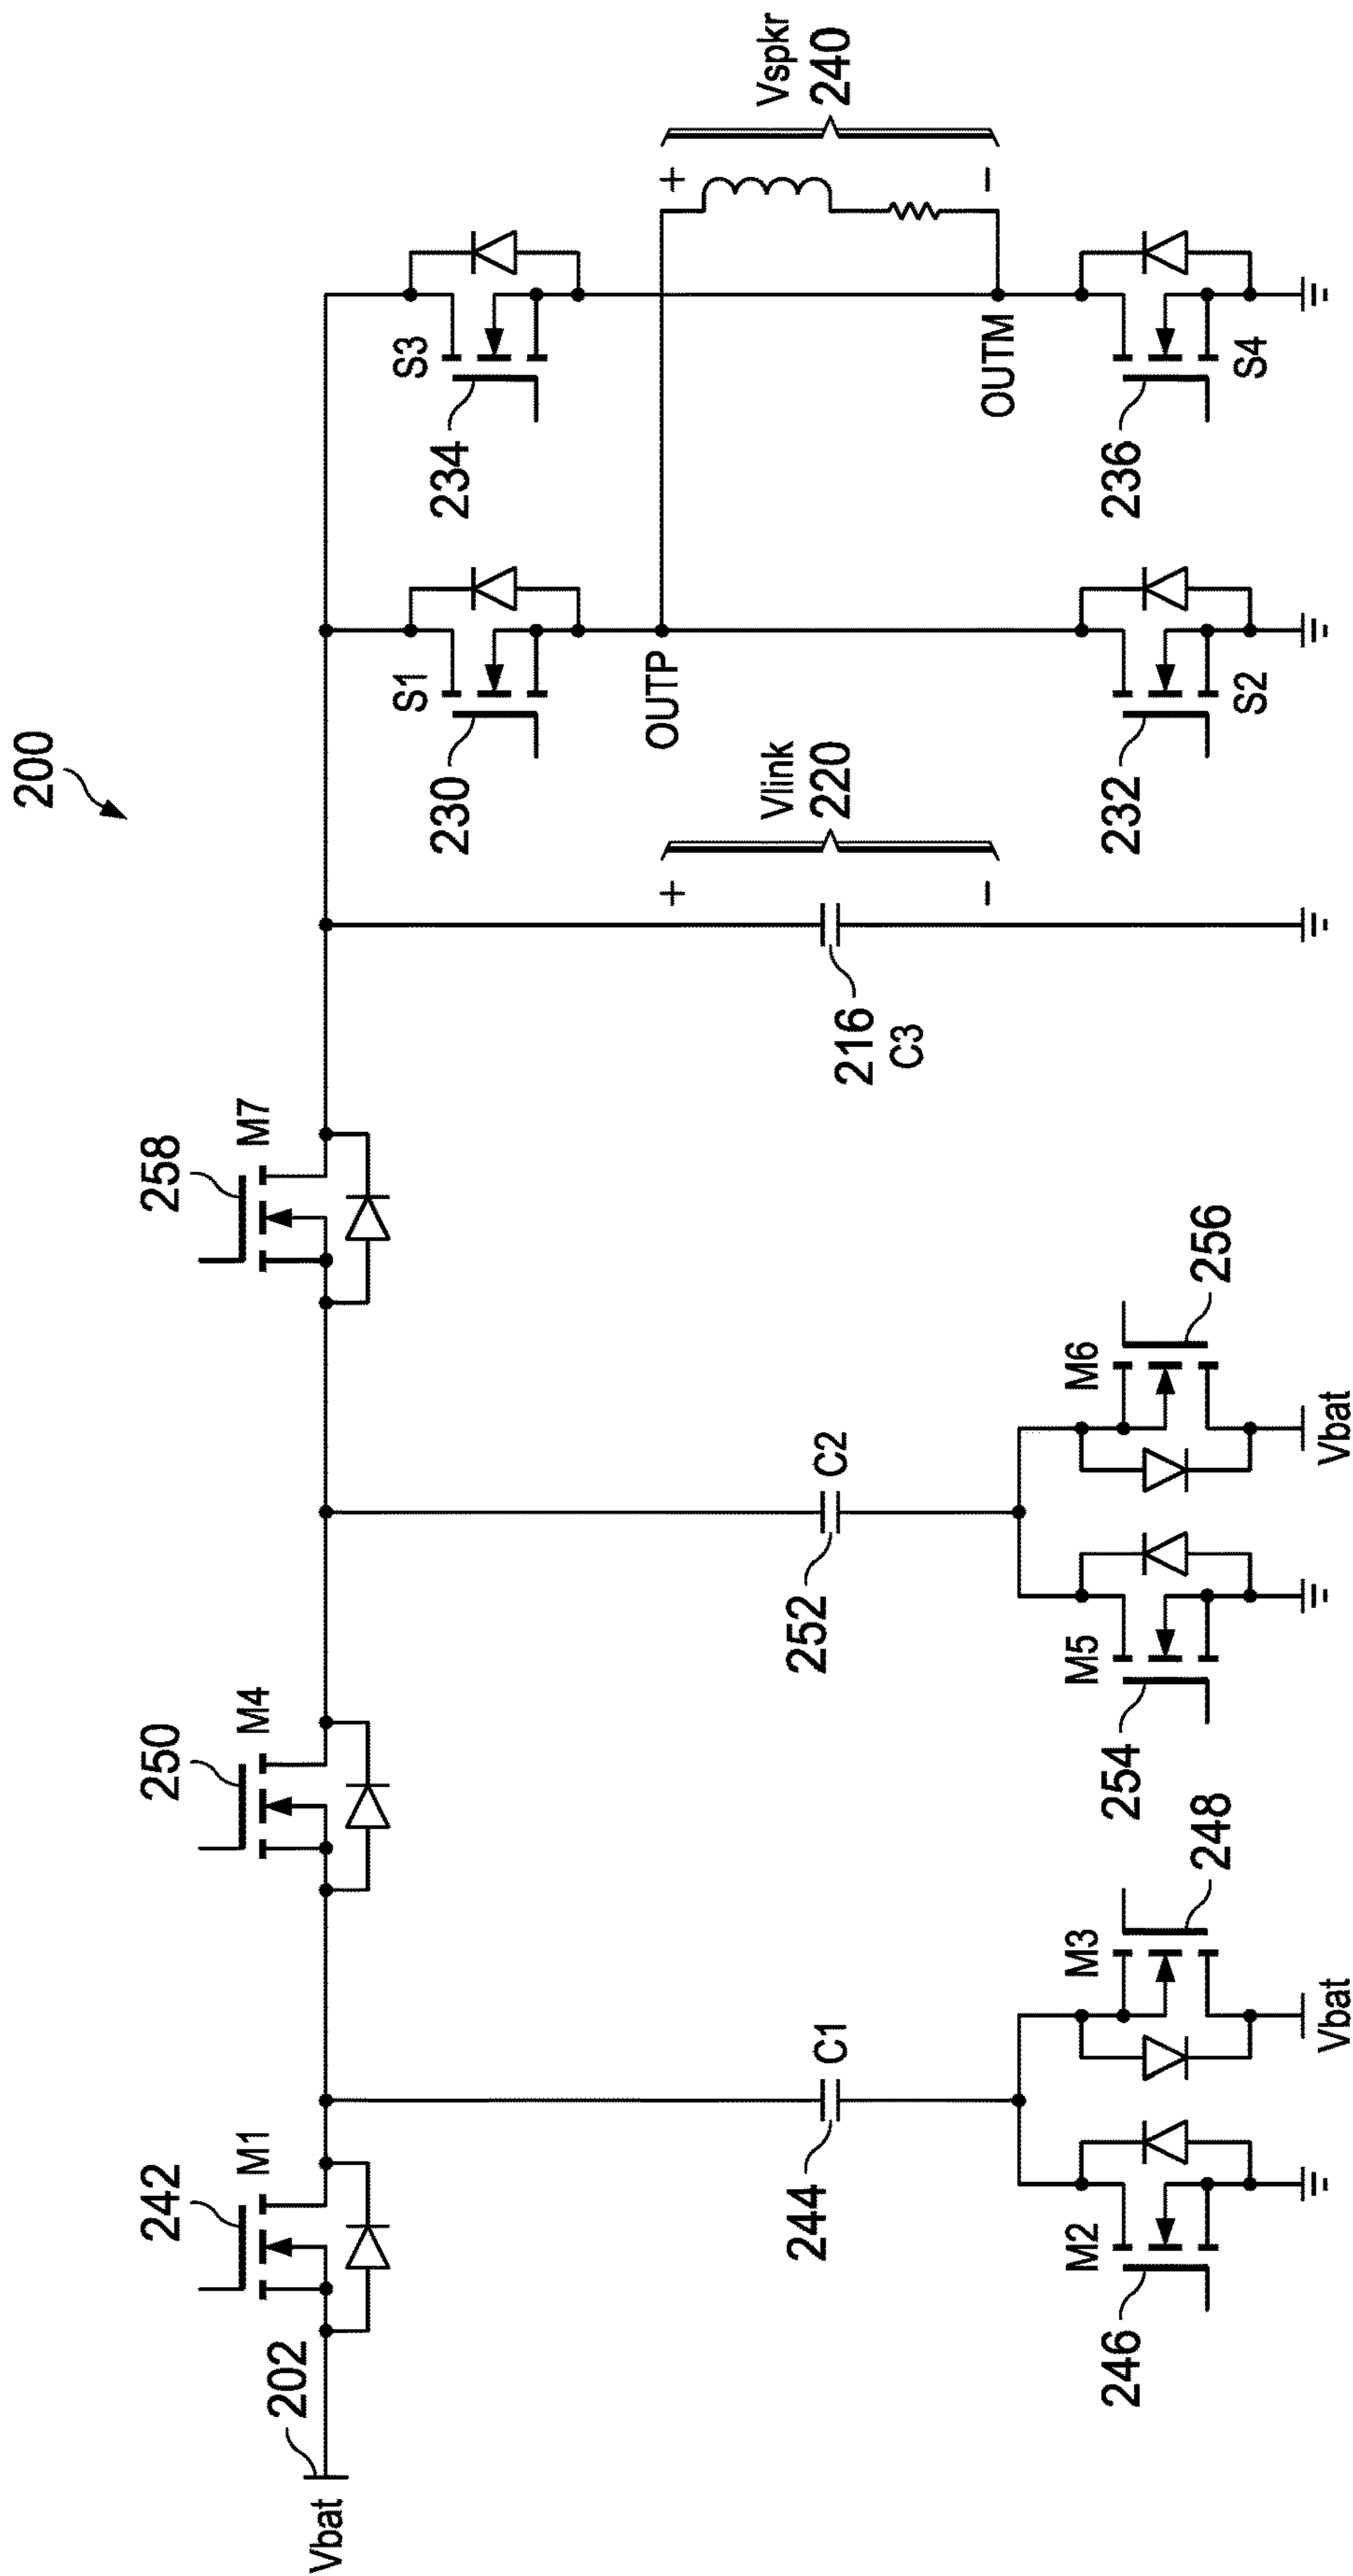 200
Vbat
202
242
M1
250
M4
258
M7
230
S1
234
S3
OUTP
OUTM
244
C1
252
C2
216
C3
Vlink
220
+
−
Vspkr
240
+
−
246
M2
M3
248
Vbat
254
M5
M6
256
Vbat
232
S2
236
S4